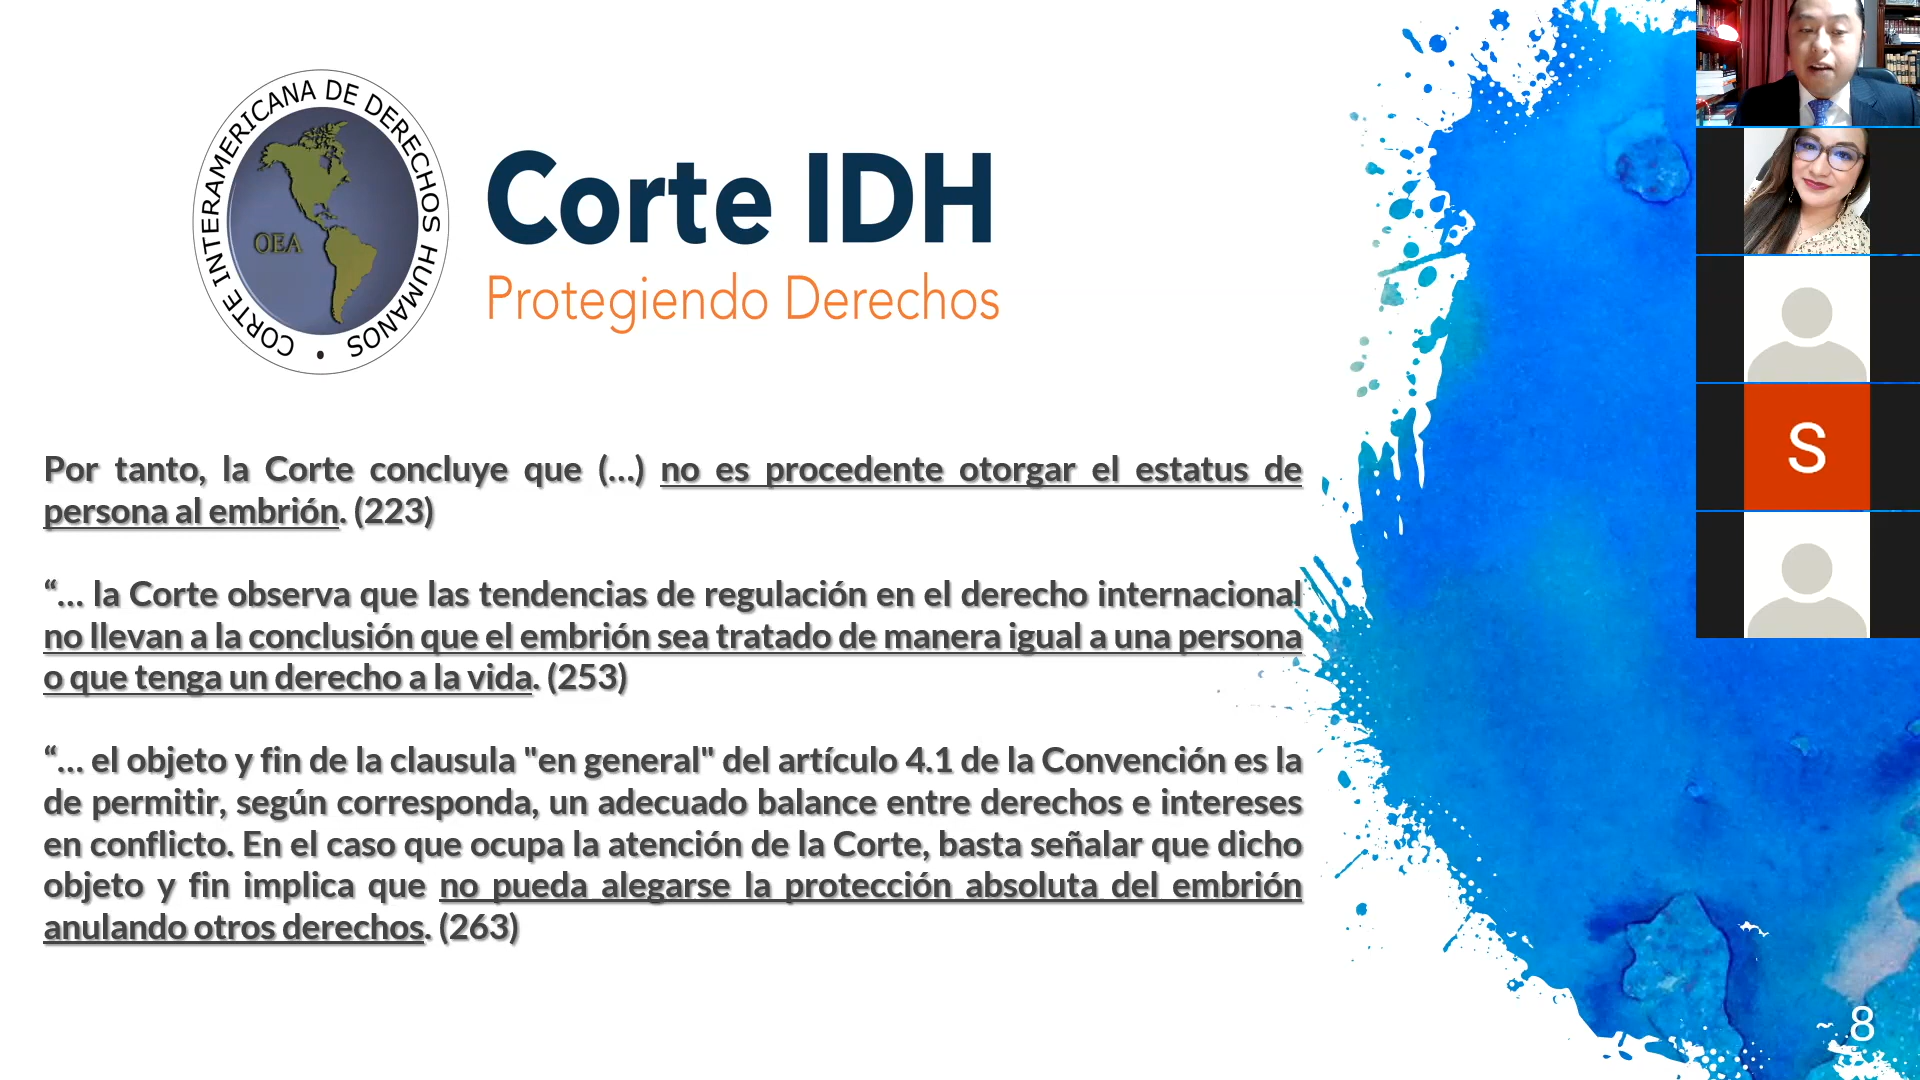 CORTE INTERAMERICANA DE DERECHOS HUMANOS •
OEA
Corte IDH
Protegiendo Derechos
Por tanto, la Corte concluye que (...) no es procedente otorgar el estatus de
persona al embrión. (223)
“... la Corte observa que las tendencias de regulación en el derecho internacional
no llevan a la conclusión que el embrión sea tratado de manera igual a una persona
o que tenga un derecho a la vida. (253)
“... el objeto y fin de la clausula "en general" del artículo 4.1 de la Convención es la
de permitir, según corresponda, un adecuado balance entre derechos e intereses
en conflicto. En el caso que ocupa la atención de la Corte, basta señalar que dicho
objeto y fin implica que no pueda alegarse la protección absoluta del embrión
anulando otros derechos. (263)
S
8